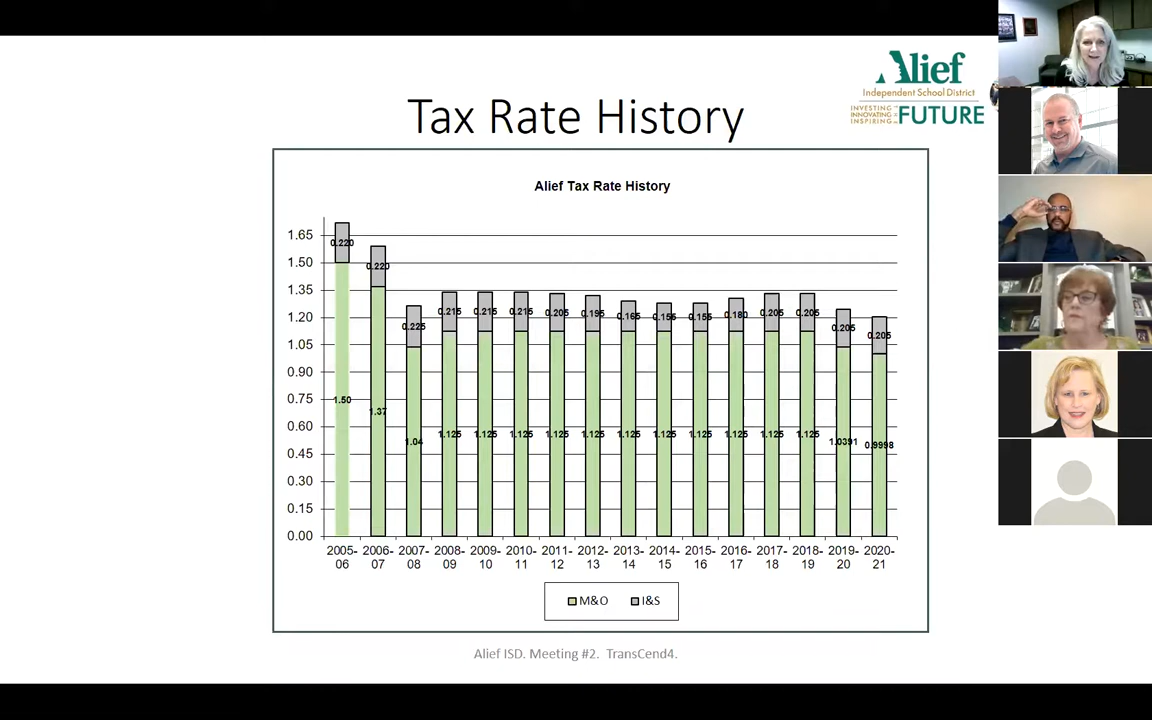 Alief
Independent School District
INVESTING
INNOVATING
INSPIRING
FUTURE
Tax Rate History
Alief Tax Rate History
1.65
1.50
1.35
1.20
1.05
0.90
0.75
0.60
0.45
0.30
0.15
0.00
0.220 0.220 0.225 0.215 0.215 0.215 0.205 0.195 0.165 0.155 0.155 0.180 0.205 0.205 0.205 0.205
1.50 1.37 1.04 1.125 1.125 1.125 1.125 1.125 1.125 1.125 1.125 1.125 1.125 1.125 1.0391 0.9998
2005- 2006- 2007- 2008- 2009- 2010- 2011- 2012- 2013- 2014- 2015- 2016- 2017- 2018- 2019- 2020-
06 07 08 09 10 11 12 13 14 15 16 17 18 19 20 21
M&O I&S
Alief ISD. Meeting #2. TransCend4.